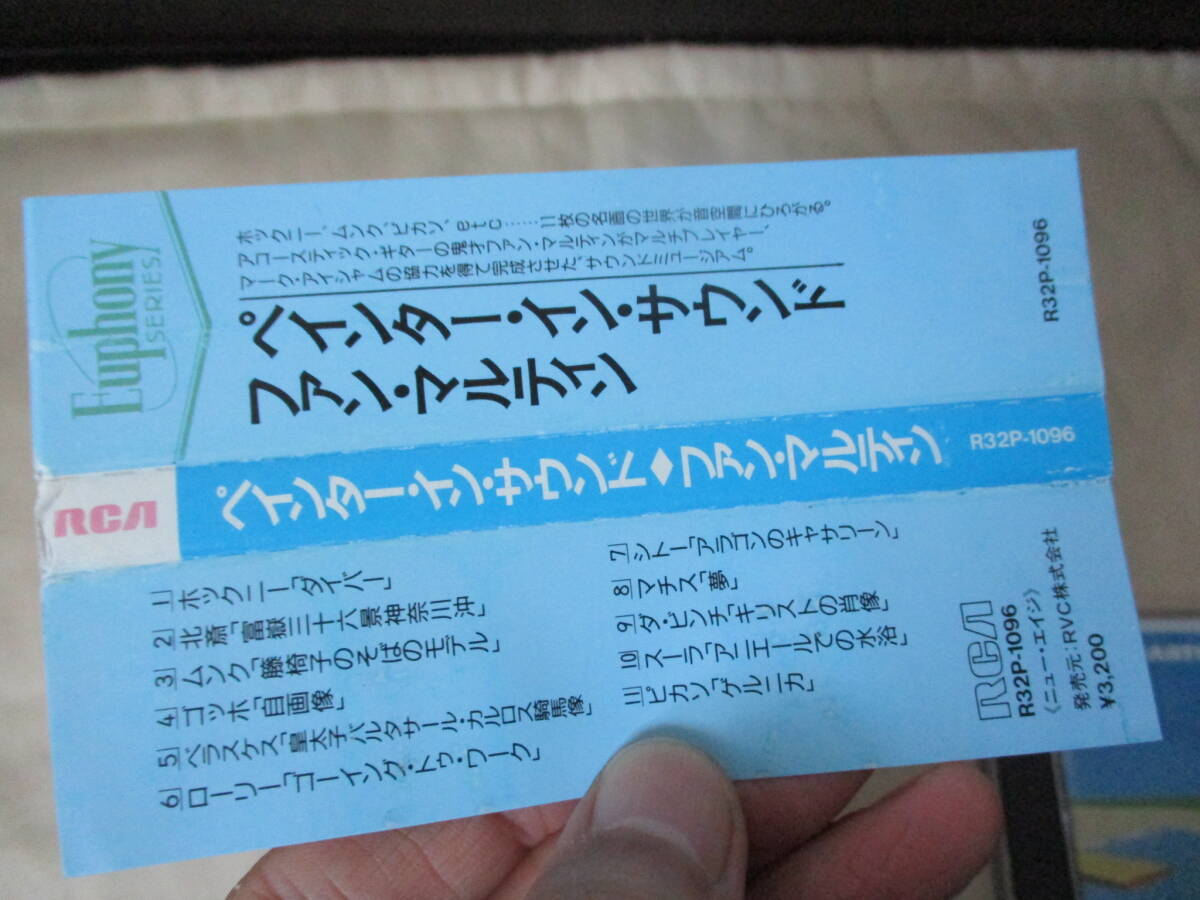 Euphony
SERIES
ホックニー、ムンク、ピカソ、etc……11枚の名画の世界が音空間にひろがる。
アコースティック・ギターの鬼才ファン・マルティンがマルチプレイヤー、
マーク・アイシャムの協力を得て完成させた、サウンドミュージアム。
ペインター・イン・サウンド
ファン・マルティン
R32P-1096
RCA
ペインター・イン・サウンド◆ファン・マルティン
R32P-1096
1 ホックニー「ダイバー」
2 北斎「富嶽三十六景神奈川沖」
3 ムンク「藤椅子のそばのモデル」
4 ゴッホ「自画像」
5 ベラスケス「皇太子バルタサール・カルロス騎馬像」
6 ローリー「ゴーイング・トゥ・ワーク」
7 シトー「アラゴンのキャサリーン」
8 マチス「夢」
9 ダ・ビンチ「キリストの肖像」
10 スーラ「アニエールでの水浴」
11 ピカソ「ゲルニカ」
RCA
R32P-1096
〈ニュー・エイジ〉
発売元：RVC株式会社
¥3,200